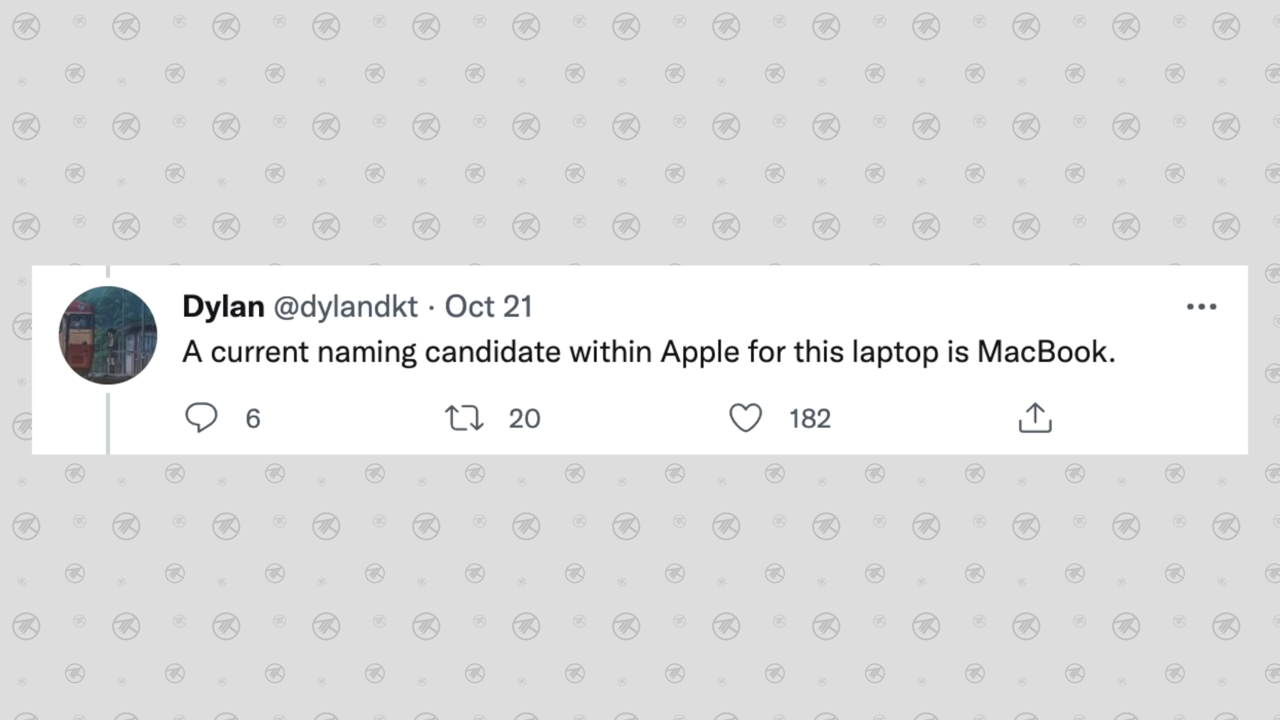 Dylan @dylandkt · Oct 21
A current naming candidate within Apple for this laptop is MacBook.
6 20 182